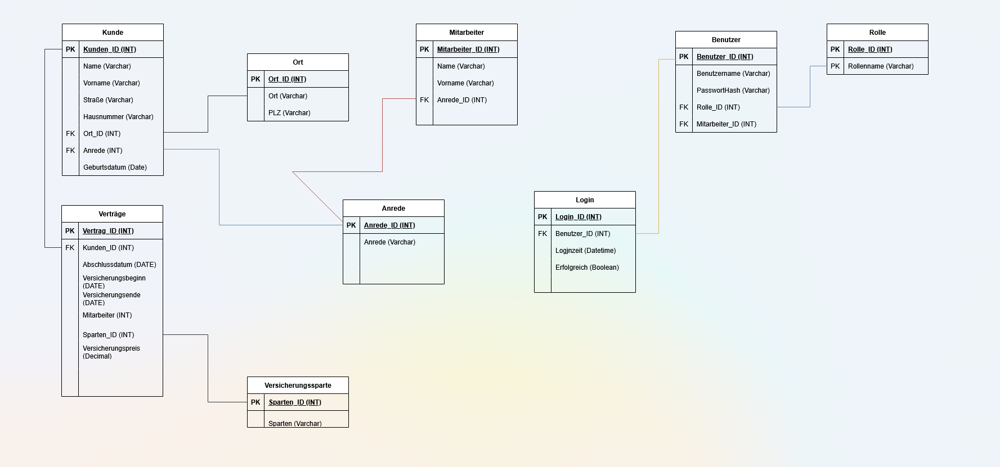 Kunde
PK Kunden_ID (INT)
Name (Varchar)
Vorname (Varchar)
Straße (Varchar)
Hausnummer (Varchar)
FK Ort_ID (INT)
FK Anrede (INT)
Geburtsdatum (Date)
Ort
PK Ort_ID (INT)
Ort (Varchar)
PLZ (Varchar)
Mitarbeiter
PK Mitarbeiter_ID (INT)
Name (Varchar)
Vorname (Varchar)
FK Anrede_ID (INT)
Benutzer
PK Benutzer_ID (INT)
Benutzername (Varchar)
PasswortHash (Varchar)
FK Rolle_ID (INT)
FK Mitarbeiter_ID (INT)
Rolle
PK Rolle_ID (INT)
PK Rollenname (Varchar)
Verträge
PK Vertrag_ID (INT)
FK Kunden_ID (INT)
Abschlussdatum (DATE)
Versicherungsbeginn
(DATE)
Versicherungsende
(DATE)
Mitarbeiter (INT)
Sparten_ID (INT)
Versicherungspreis
(Decimal)
Anrede
PK Anrede_ID (INT)
Anrede (Varchar)
Login
PK Login_ID (INT)
FK Benutzer_ID (INT)
Logjnzeit (Datetime)
Erfolgreich (Boolean)
Versicherungssparte
PK Sparten_ID (INT)
Sparten (Varchar)